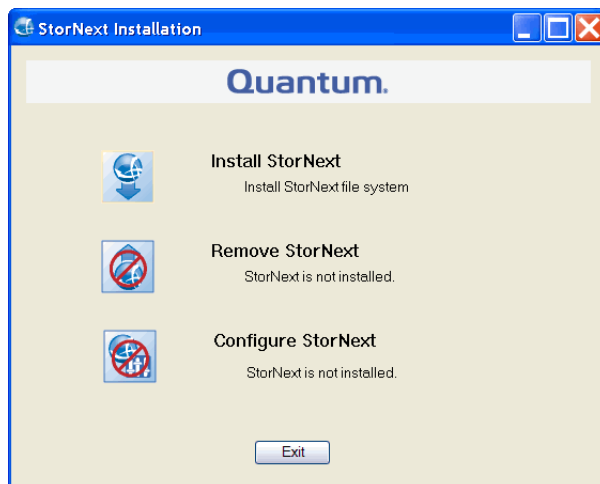 StorNext Installation
Quantum.
Install StorNext
Install StorNext file system
Remove StorNext
StorNext is not installed.
Configure StorNext
StorNext is not installed.
Exit